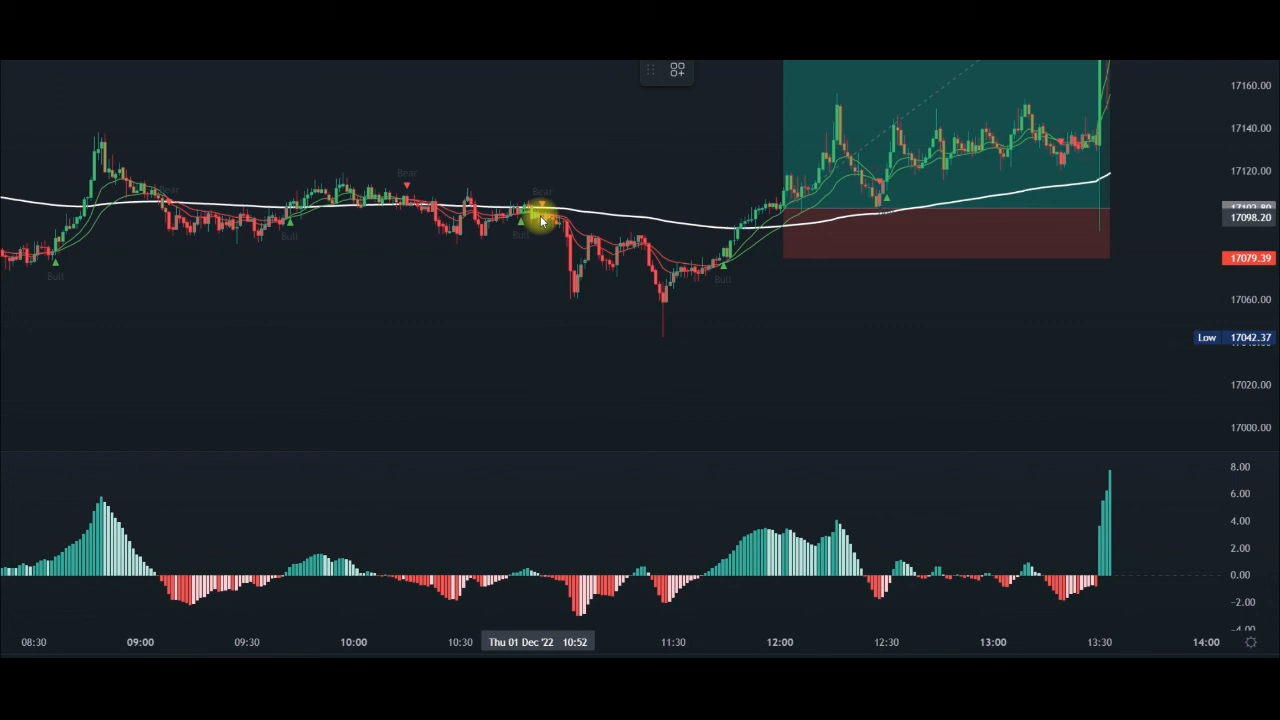 17160.00
17140.00
17120.00
17098.20
17079.39
17060.00
Low 17042.37
17020.00
17000.00
Bear
Bear
Bear
Bull
Bull
Bull
Bull
8.00
6.00
4.00
2.00
0.00
−2.00
08:30 09:00 09:30 10:00 10:30 Thu 01 Dec '22 10:52 11:30 12:00 12:30 13:00 13:30 14:00